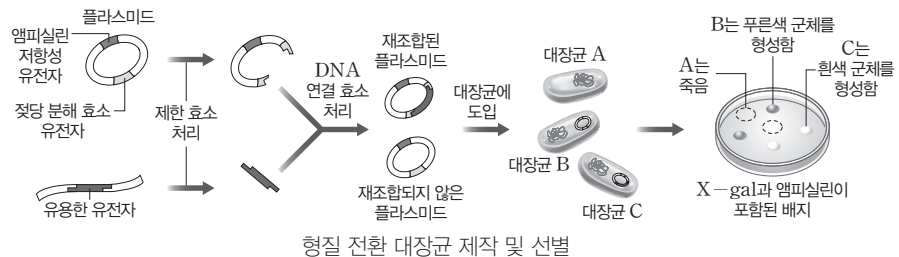 플라스미드
앰피실린
저항성
유전자
젖당 분해 효소
유전자
제한 효소
처리
유용한 유전자
DNA
연결 효소
처리
재조합된
플라스미드
재조합되지 않은
플라스미드
대장균에
도입
대장균 A
대장균 B
대장균 C
B는 푸른색 군체를
형성함
A는
죽음
C는
흰색 군체를
형성함
X-gal과 앰피실린이
포함된 배지
형질 전환 대장균 제작 및 선별